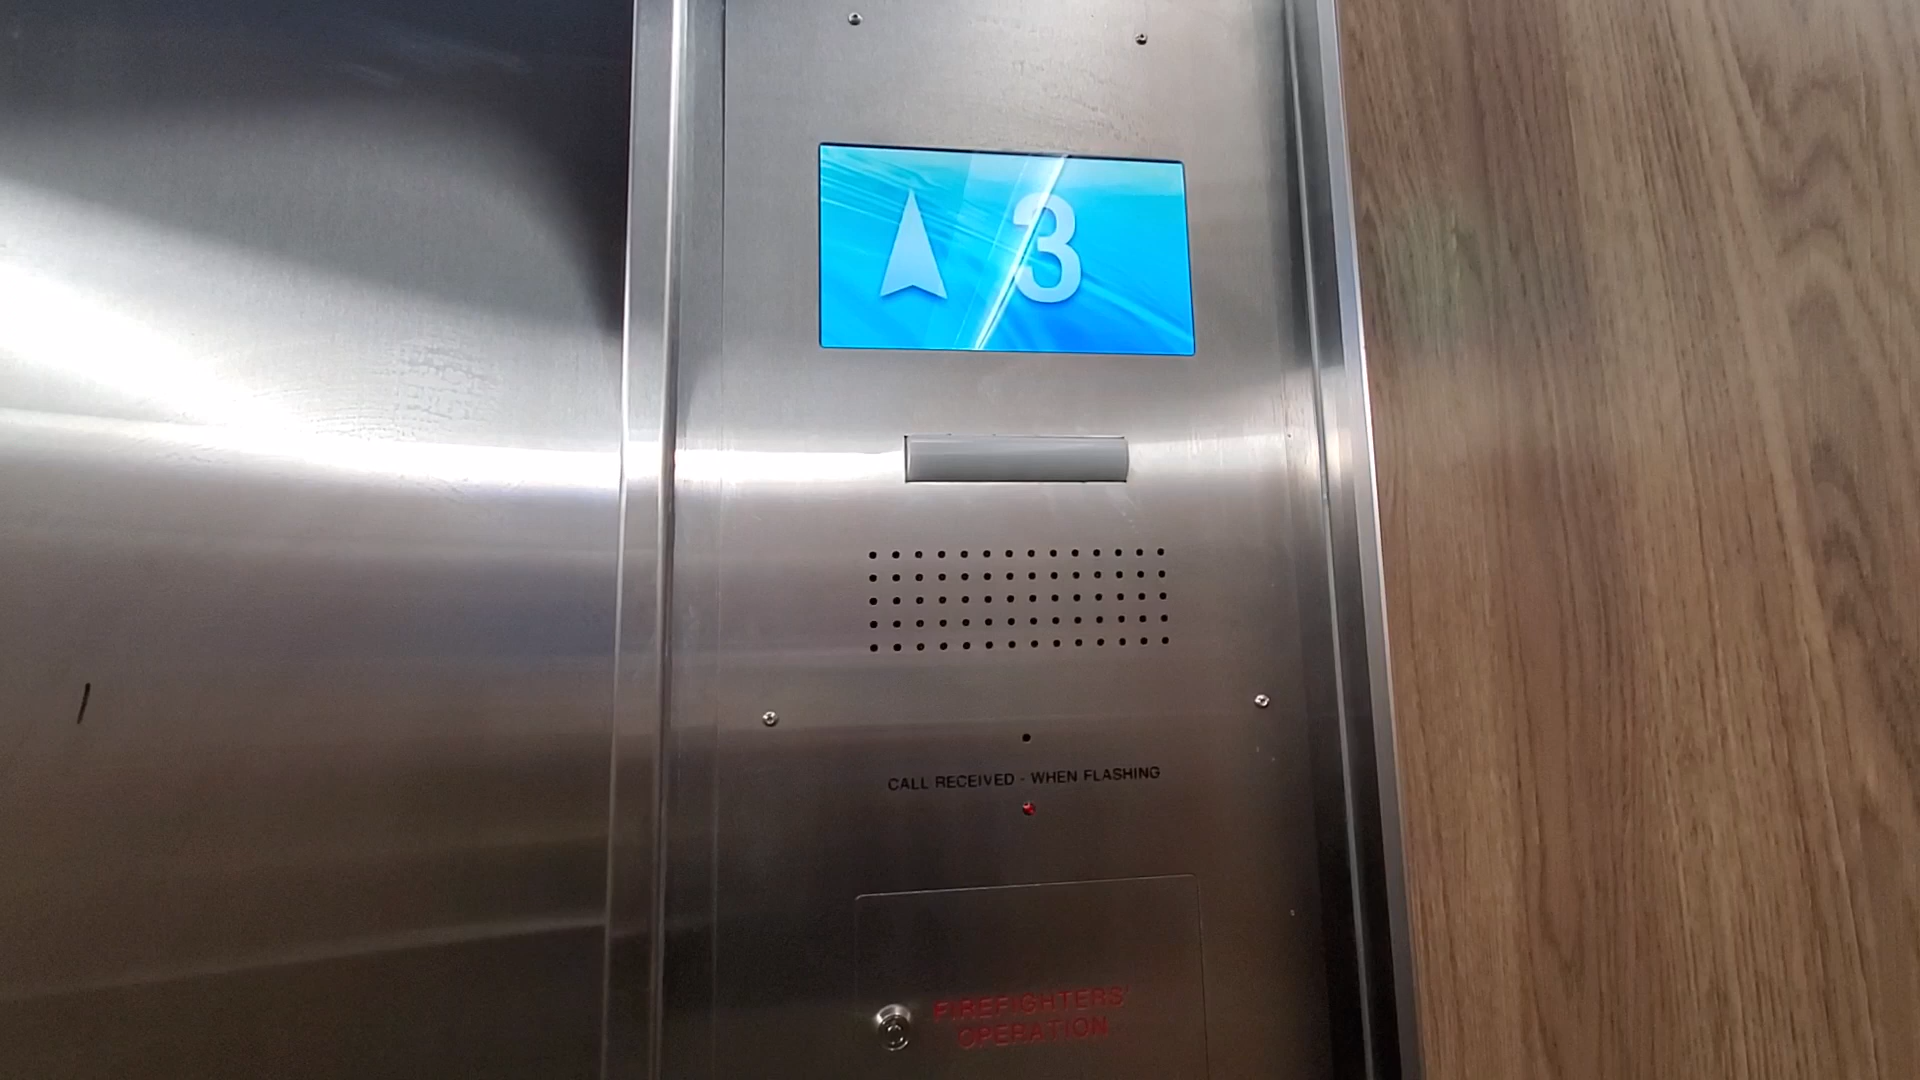 3
CALL RECEIVED - WHEN FLASHING
FIREFIGHTERS'
OPERATION